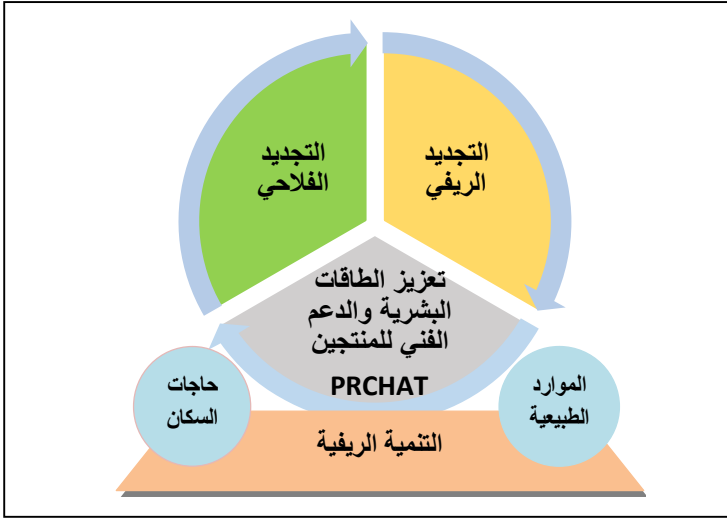 التجديد
الريفي
التجديد
الفلاحي
تعزيز الطاقات
البشرية والدعم
الفني للمنتجين
PRCHAT
الموارد
الطبيعية
حاجات
السكان
التنمية الريفية